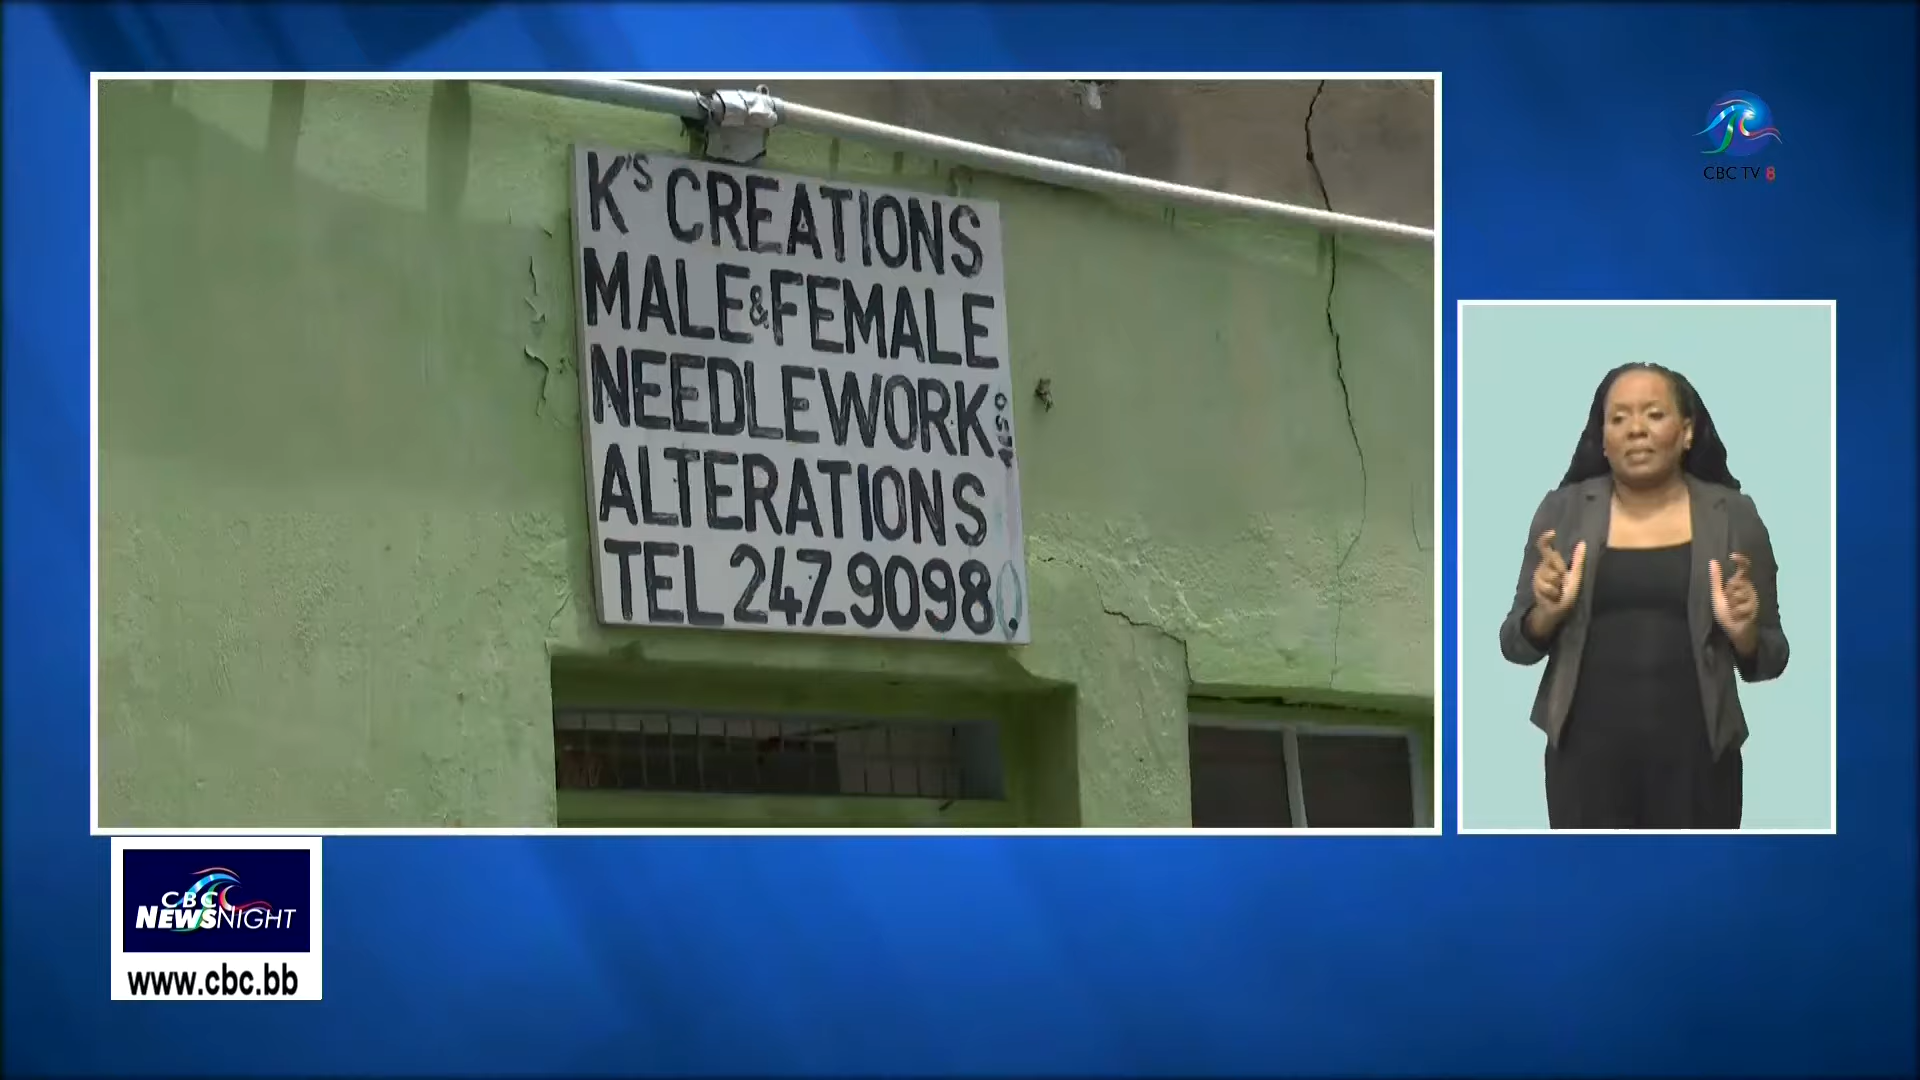 K'S CREATIONS
MALE & FEMALE
NEEDLEWORK
ALTERATIONS
TEL 247-9098
CBC TV 8
CBC
NEWSNIGHT
www.cbc.bb